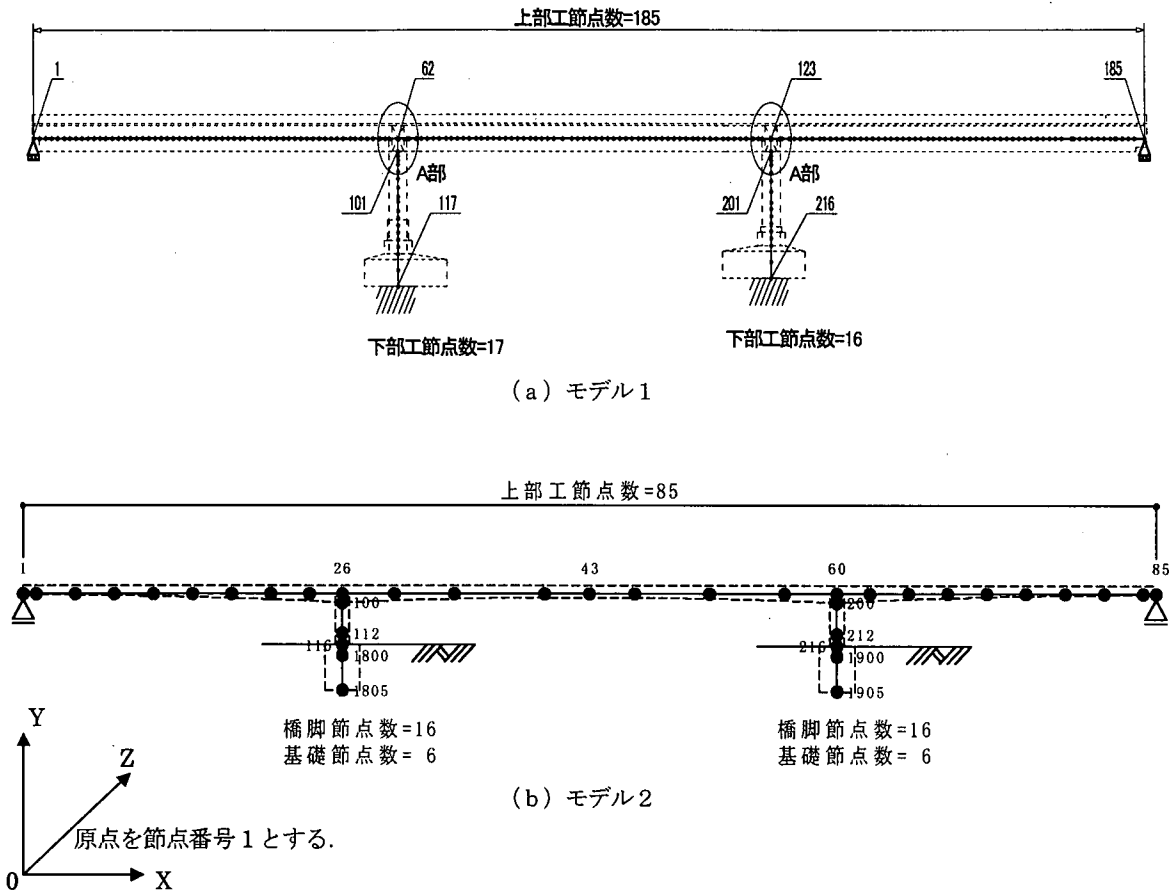 上部工節点数=185
1
62
123
185
A部
A部
101
117
201
216
下部工節点数=17
下部工節点数=16
(a) モデル1
上部工節点数=85
1
26
43
60
85
100
200
112
212
116
216
1800
1900
1805
1905
橋脚節点数=16
橋脚節点数=16
基礎節点数= 6
基礎節点数= 6
(b) モデル2
Y
Z
原点を節点番号1とする.
0
X